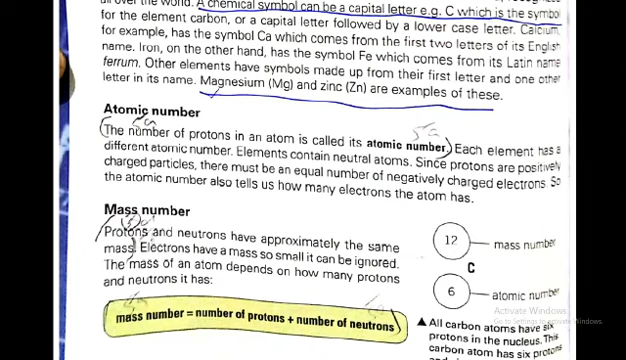 all over the world. A chemical symbol can be a capital letter e.g. C which is the symbol
for the element carbon, or a capital letter followed by a lower case letter. Calcium,
for example, has the symbol Ca which comes from the first two letters of its English
name. Iron, on the other hand, has the symbol Fe which comes from its Latin name
ferrum. Other elements have symbols made up from their first letter and one other
letter in its name. Magnesium (Mg) and zinc (Zn) are examples of these.
Atomic number
The number of protons in an atom is called its atomic number. Each element has a
different atomic number. Elements contain neutral atoms. Since protons are positively
charged particles, there must be an equal number of negatively charged electrons. So
the atomic number also tells us how many electrons the atom has.
Mass number
Protons and neutrons have approximately the same
mass. Electrons have a mass so small it can be ignored.
The mass of an atom depends on how many protons
and neutrons it has:
mass number = number of protons + number of neutrons
12 mass number
C
6 atomic number
▲ All carbon atoms have six
protons in the nucleus. This
carbon atom has six protons
Activate Windows
Go to Settings to activate Windows.